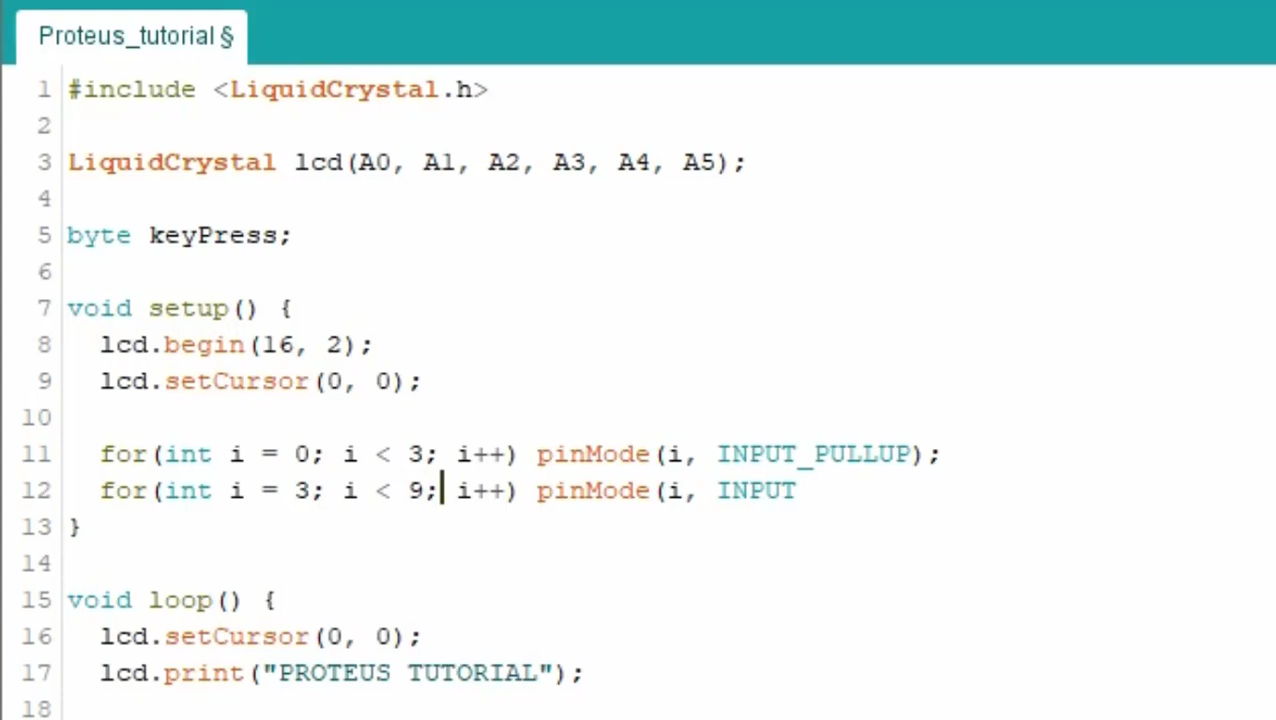 Proteus_tutorial §
1 #include <LiquidCrystal.h>
2
3 LiquidCrystal lcd(A0, A1, A2, A3, A4, A5);
4
5 byte keyPress;
6
7 void setup() {
8 lcd.begin(16, 2);
9 lcd.setCursor(0, 0);
10
11 for(int i = 0; i < 3; i++) pinMode(i, INPUT_PULLUP);
12 for(int i = 3; i < 9; i++) pinMode(i, INPUT
13 }
14
15 void loop() {
16 lcd.setCursor(0, 0);
17 lcd.print("PROTEUS TUTORIAL");
18